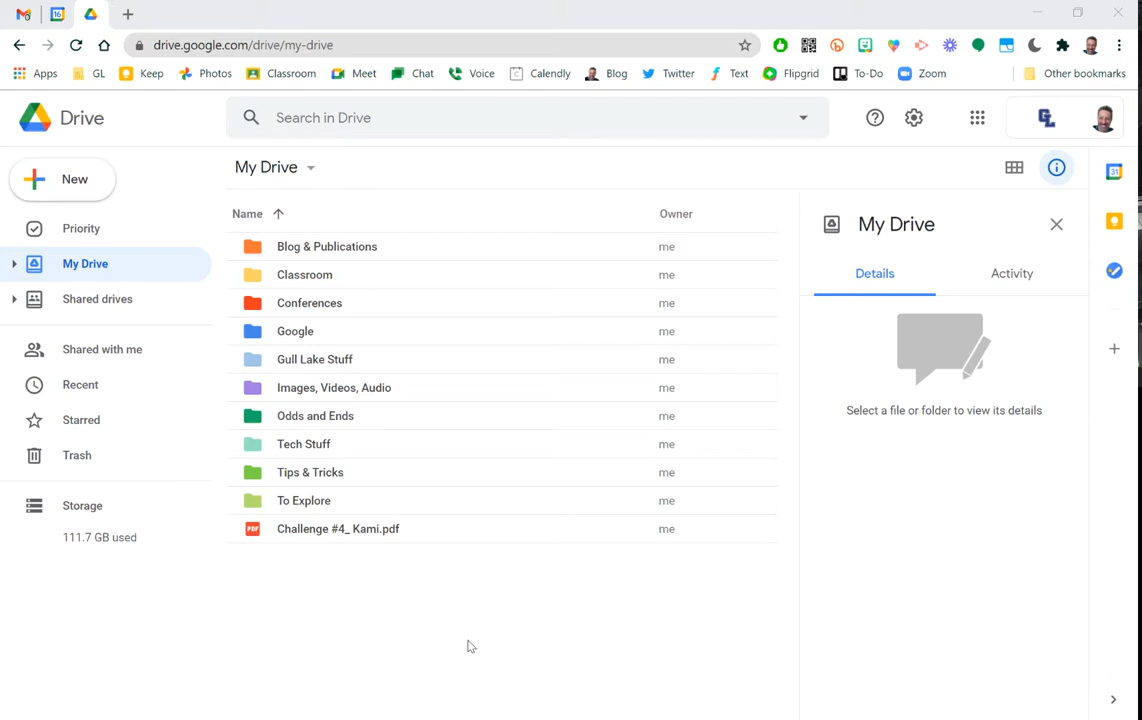 16
drive.google.com/drive/my-drive
Apps GL Keep Photos Classroom Meet Chat Voice Calendly Blog Twitter Text Flipgrid To-Do Zoom Other bookmarks
Drive
Search in Drive
GL
New
My Drive
31
Priority
My Drive
Shared drives
Shared with me
Recent
Starred
Trash
Storage
111.7 GB used
Name Owner
Blog & Publications me
Classroom me
Conferences me
Google me
Gull Lake Stuff me
Images, Videos, Audio me
Odds and Ends me
Tech Stuff me
Tips & Tricks me
To Explore me
PDF Challenge #4_ Kami.pdf me
My Drive
Details Activity
Select a file or folder to view its details